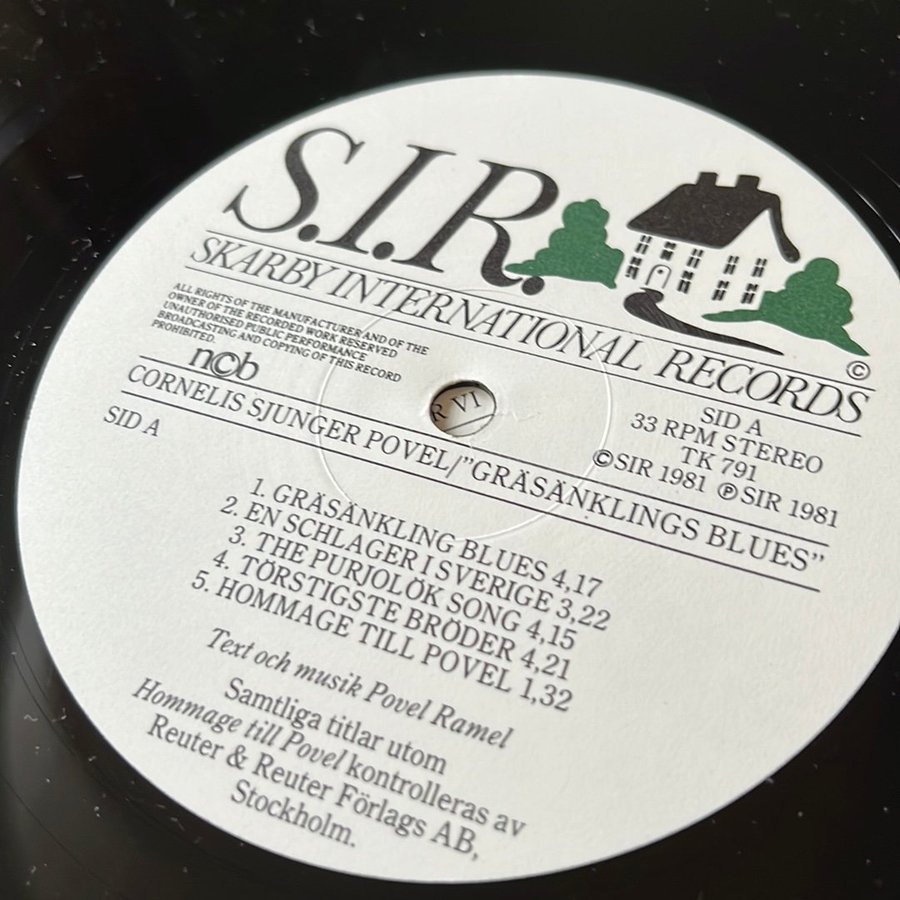 S.I.R.
©
SKARBY INTERNATIONAL RECORDS
ALL RIGHTS OF THE MANUFACTURER AND OF THE
OWNER OF THE RECORDED WORK RESERVED
UNAUTHORISED PUBLIC PERFORMANCE
BROADCASTING AND COPYING OF THIS RECORD
PROHIBITED.
n©b
SID A
33 RPM STEREO
TK 791
©SIR 1981 ℗SIR 1981
R VI
CORNELIS SJUNGER POVEL/”GRÄSÄNKLINGS BLUES”
SID A
1. GRÄSÄNKLING BLUES 4,17
2. EN SCHLAGER I SVERIGE 3,22
3. THE PURJOLÖK SONG 4,15
4. TÖRSTIGSTE BRÖDER 4,21
5. HOMMAGE TILL POVEL 1,32
Text och musik Povel Ramel
Samtliga titlar utom
Hommage till Povel kontrolleras av
Reuter & Reuter Förlags AB,
Stockholm.